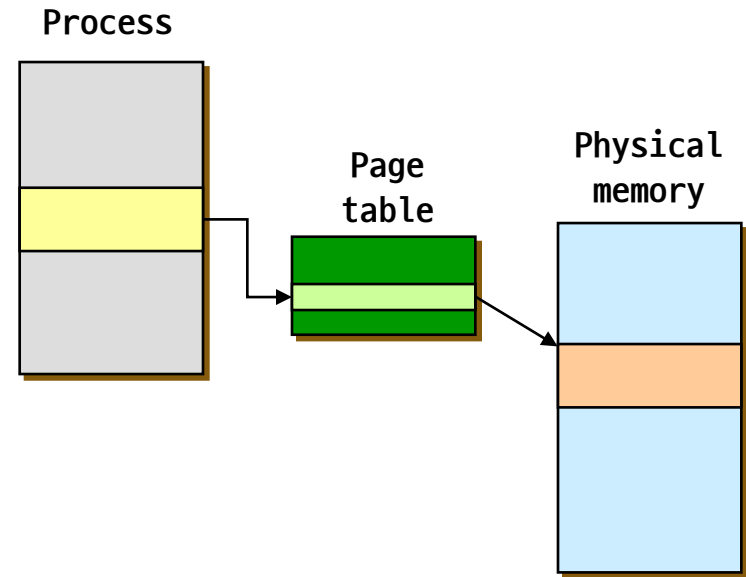 Process
Page
table
Physical
memory